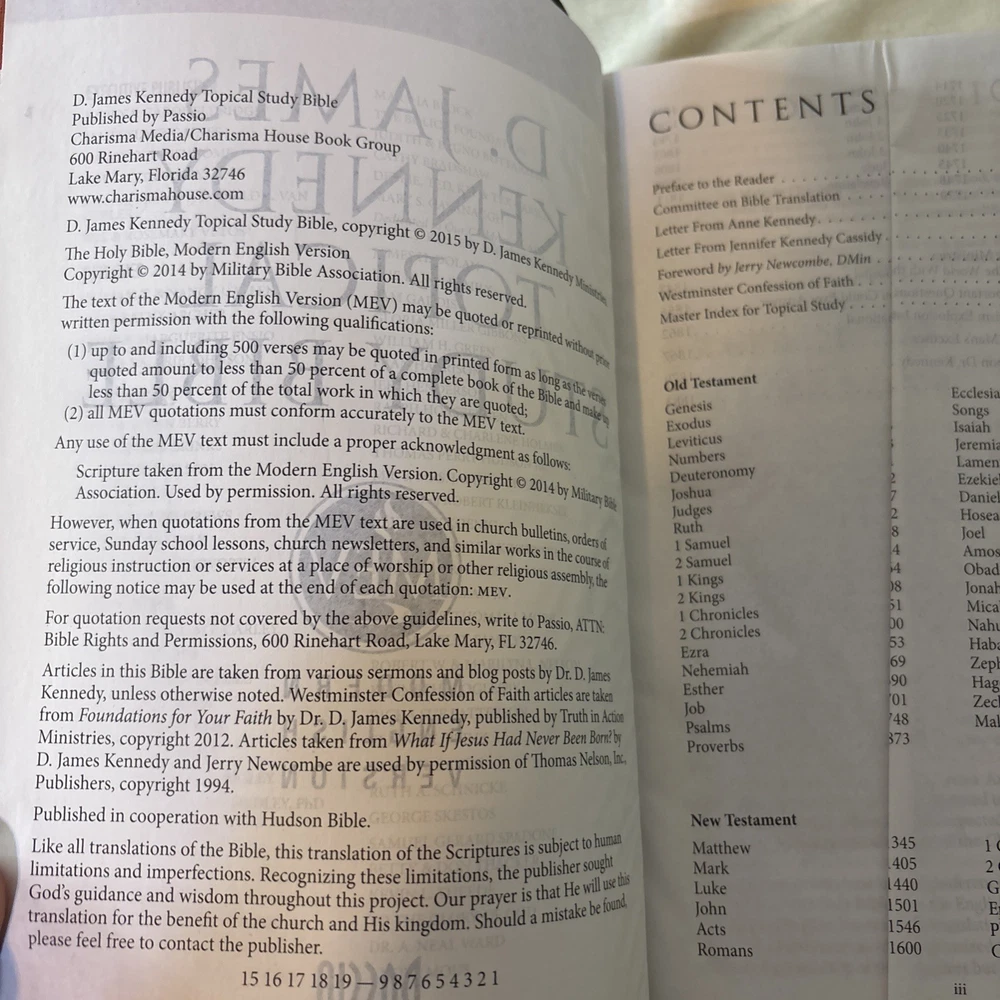 D. James Kennedy Topical Study Bible
Published by Passio
Charisma Media/Charisma House Book Group
600 Rinehart Road
Lake Mary, Florida 32746
www.charismahouse.com
D. James Kennedy Topical Study Bible, copyright © 2015 by D. James Kennedy Ministries
The Holy Bible, Modern English Version
Copyright © 2014 by Military Bible Association. All rights reserved.
The text of the Modern English Version (MEV) may be quoted or reprinted without prior
written permission with the following qualifications:
(1) up to and including 500 verses may be quoted in printed form as long as the verses
quoted amount to less than 50 percent of a complete book of the Bible and make up
less than 50 percent of the total work in which they are quoted;
(2) all MEV quotations must conform accurately to the MEV text.
Any use of the MEV text must include a proper acknowledgment as follows:
Scripture taken from the Modern English Version. Copyright © 2014 by Military Bible
Association. Used by permission. All rights reserved.
However, when quotations from the MEV text are used in church bulletins, orders of
service, Sunday school lessons, church newsletters, and similar works in the course of
religious instruction or services at a place of worship or other religious assembly, the
following notice may be used at the end of each quotation: MEV.
For quotation requests not covered by the above guidelines, write to Passio, ATTN:
Bible Rights and Permissions, 600 Rinehart Road, Lake Mary, FL 32746.
Articles in this Bible are taken from various sermons and blog posts by Dr. D. James
Kennedy, unless otherwise noted. Westminster Confession of Faith articles are taken
from Foundations for Your Faith by Dr. D. James Kennedy, published by Truth in Action
Ministries, copyright 2012. Articles taken from What If Jesus Had Never Been Born? by
D. James Kennedy and Jerry Newcombe are used by permission of Thomas Nelson, Inc.
Publishers, copyright 1994.
Published in cooperation with Hudson Bible.
Like all translations of the Bible, this translation of the Scriptures is subject to human
limitations and imperfections. Recognizing these limitations, the publisher sought
God's guidance and wisdom throughout this project. Our prayer is that He will use this
translation for the benefit of the church and His kingdom. Should a mistake be found,
please feel free to contact the publisher.
15 16 17 18 19 — 9 8 7 6 5 4 3 2 1
CONTENTS
Preface to the Reader
Committee on Bible Translation
Letter From Anne Kennedy
Letter From Jennifer Kennedy Cassidy
Foreword by Jerry Newcombe, DMin
Westminster Confession of Faith
Master Index for Topical Study
Old Testament
Genesis
Exodus
Leviticus
Numbers
Deuteronomy
Joshua
Judges
Ruth
1 Samuel
2 Samuel
1 Kings
2 Kings
1 Chronicles
2 Chronicles
Ezra
Nehemiah
Esther
Job
Psalms
Proverbs
Ecclesia
Songs
Isaiah
Jeremia
Lamen
Ezekie
Daniel
Hosea
Joel
Amos
Obad
Jonah
Mica
Nahu
Haba
Zeph
Hag
Zec
Mal
New Testament
Matthew 1345
Mark 1405
Luke 1440
John 1501
Acts 1546
Romans 1600
iii